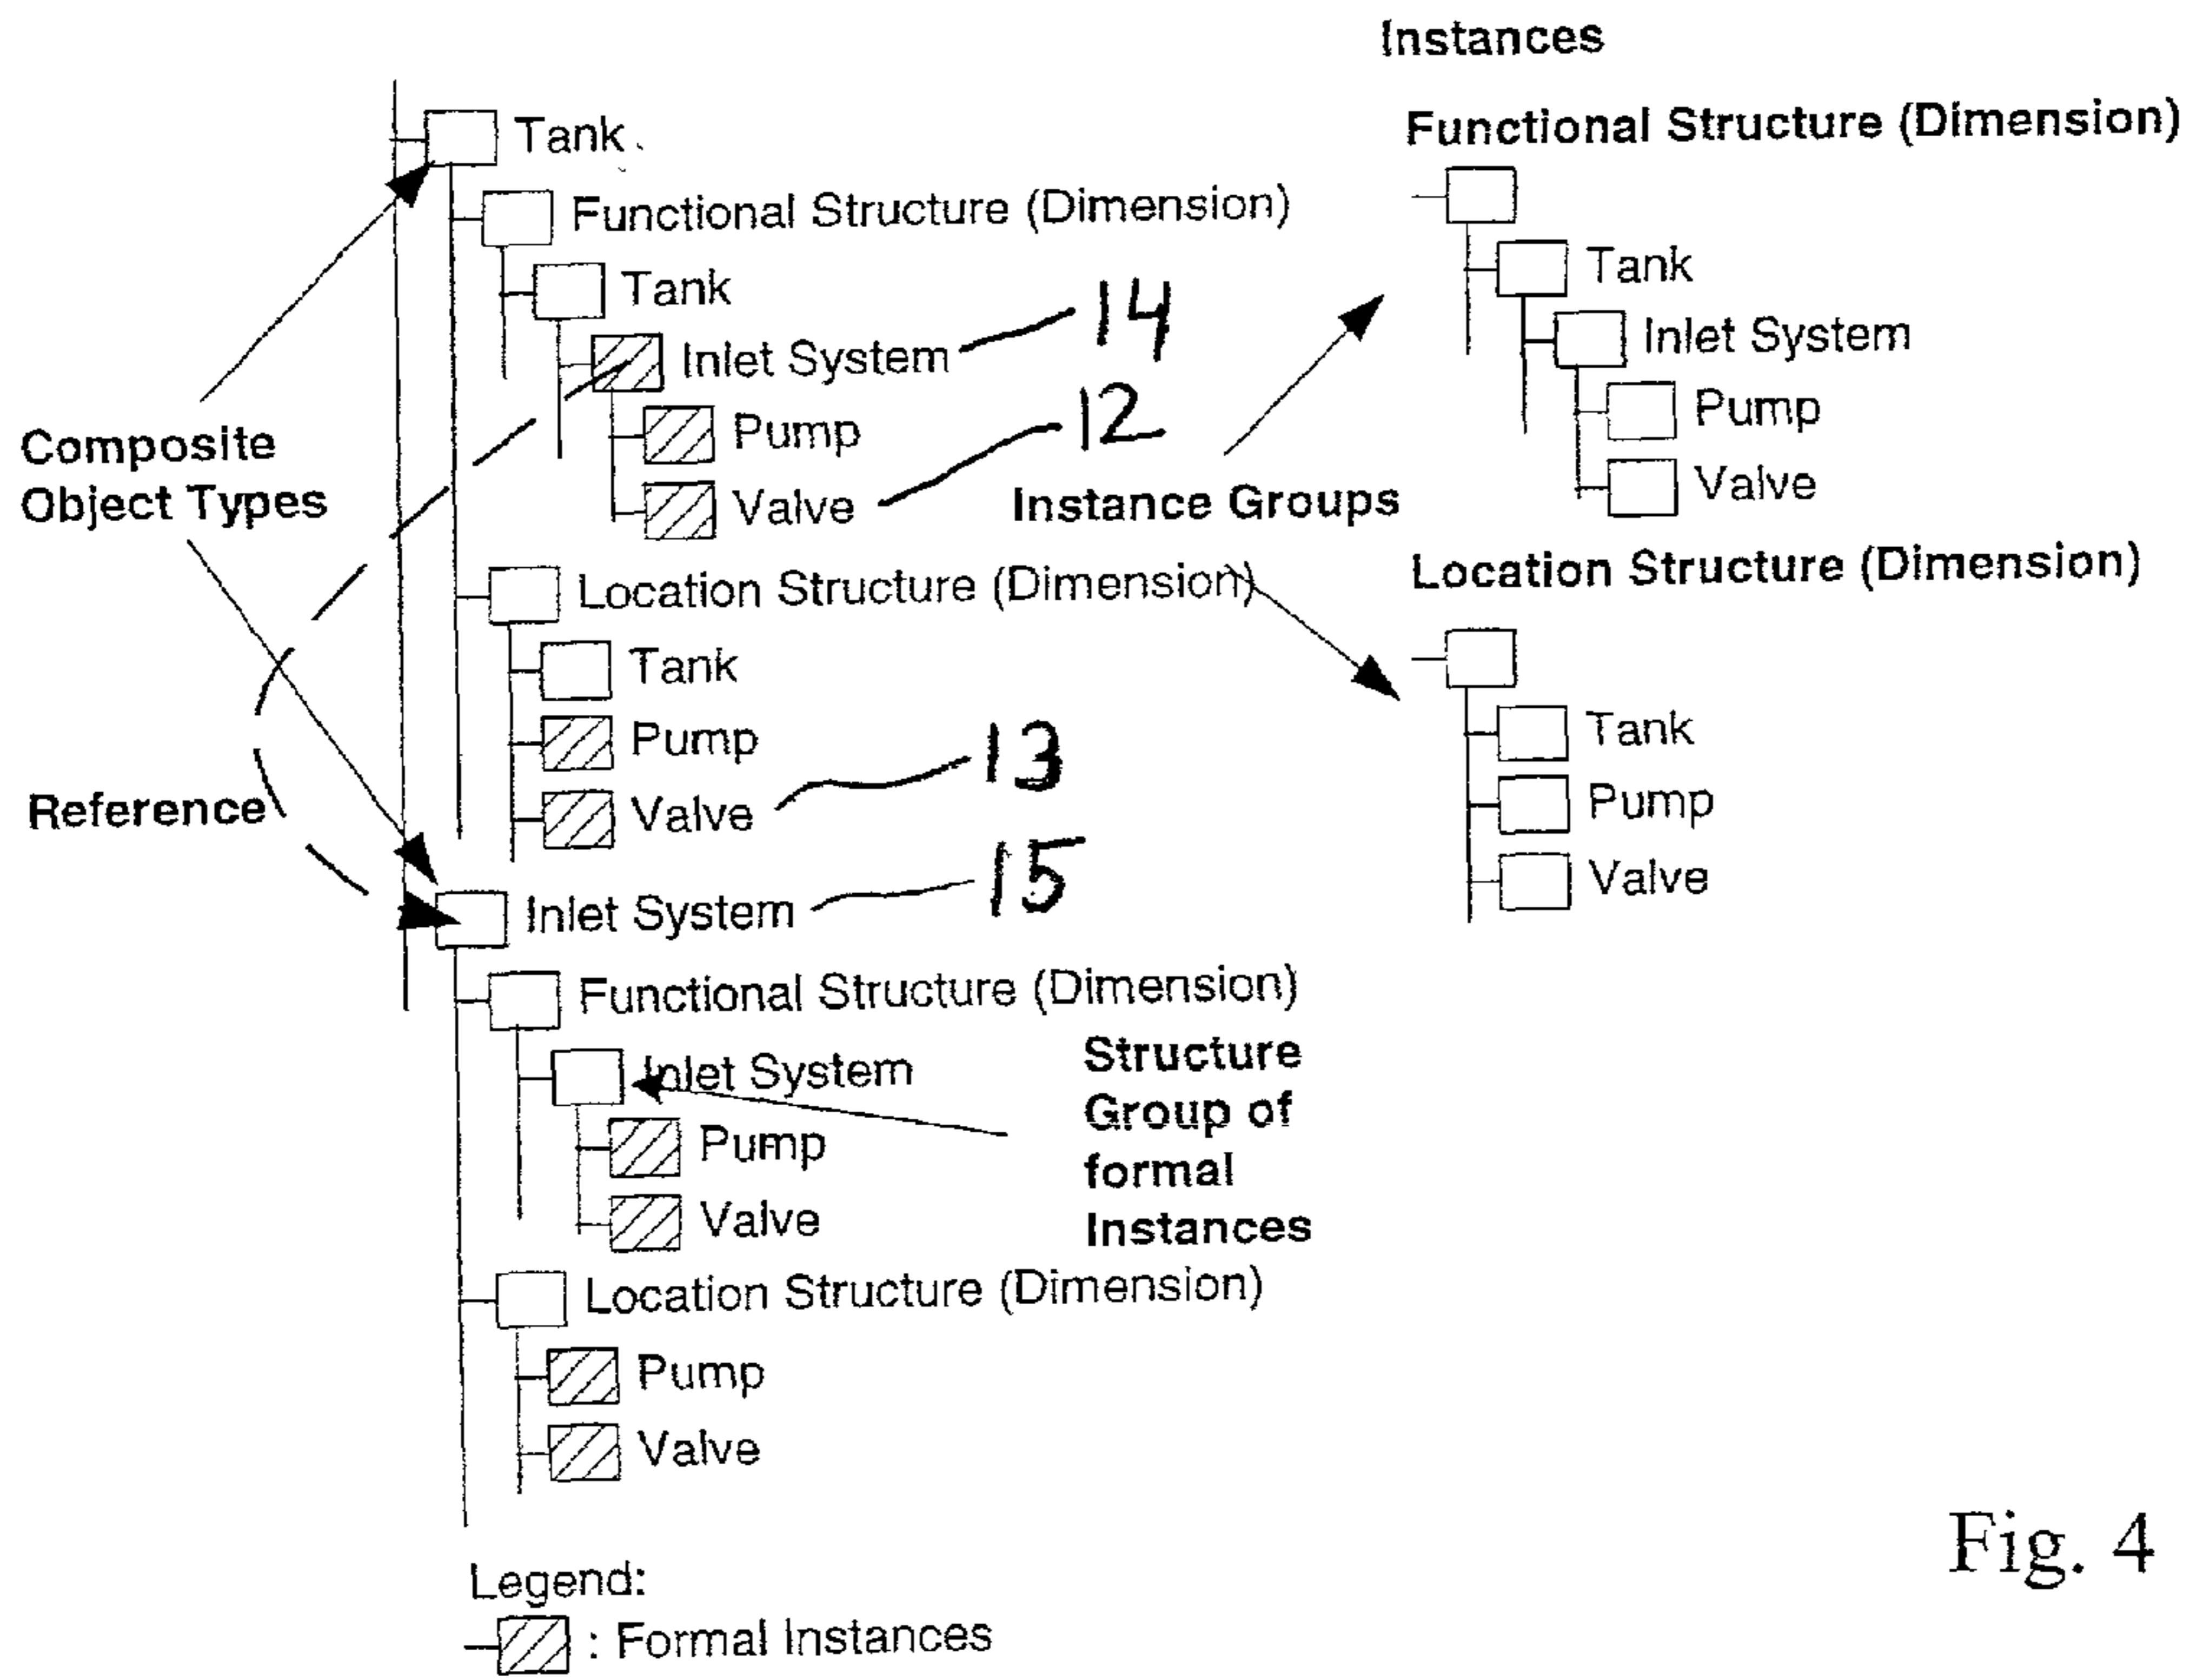 Instances
Tank
Functional Structure (Dimension)
Functional Structure (Dimension)
Tank
Inlet System
14
Pump
12
Valve
Composite
Object Types
Instance Groups
Tank
Inlet System
Pump
Valve
Location Structure (Dimension)
Tank
Pump
Valve
13
Reference
Location Structure (Dimension)
Tank
Pump
Valve
Inlet System
15
Functional Structure (Dimension)
Inlet System
Pump
Valve
Structure
Group of
formal
Instances
Location Structure (Dimension)
Pump
Valve
Legend:
: Formal Instances
Fig. 4